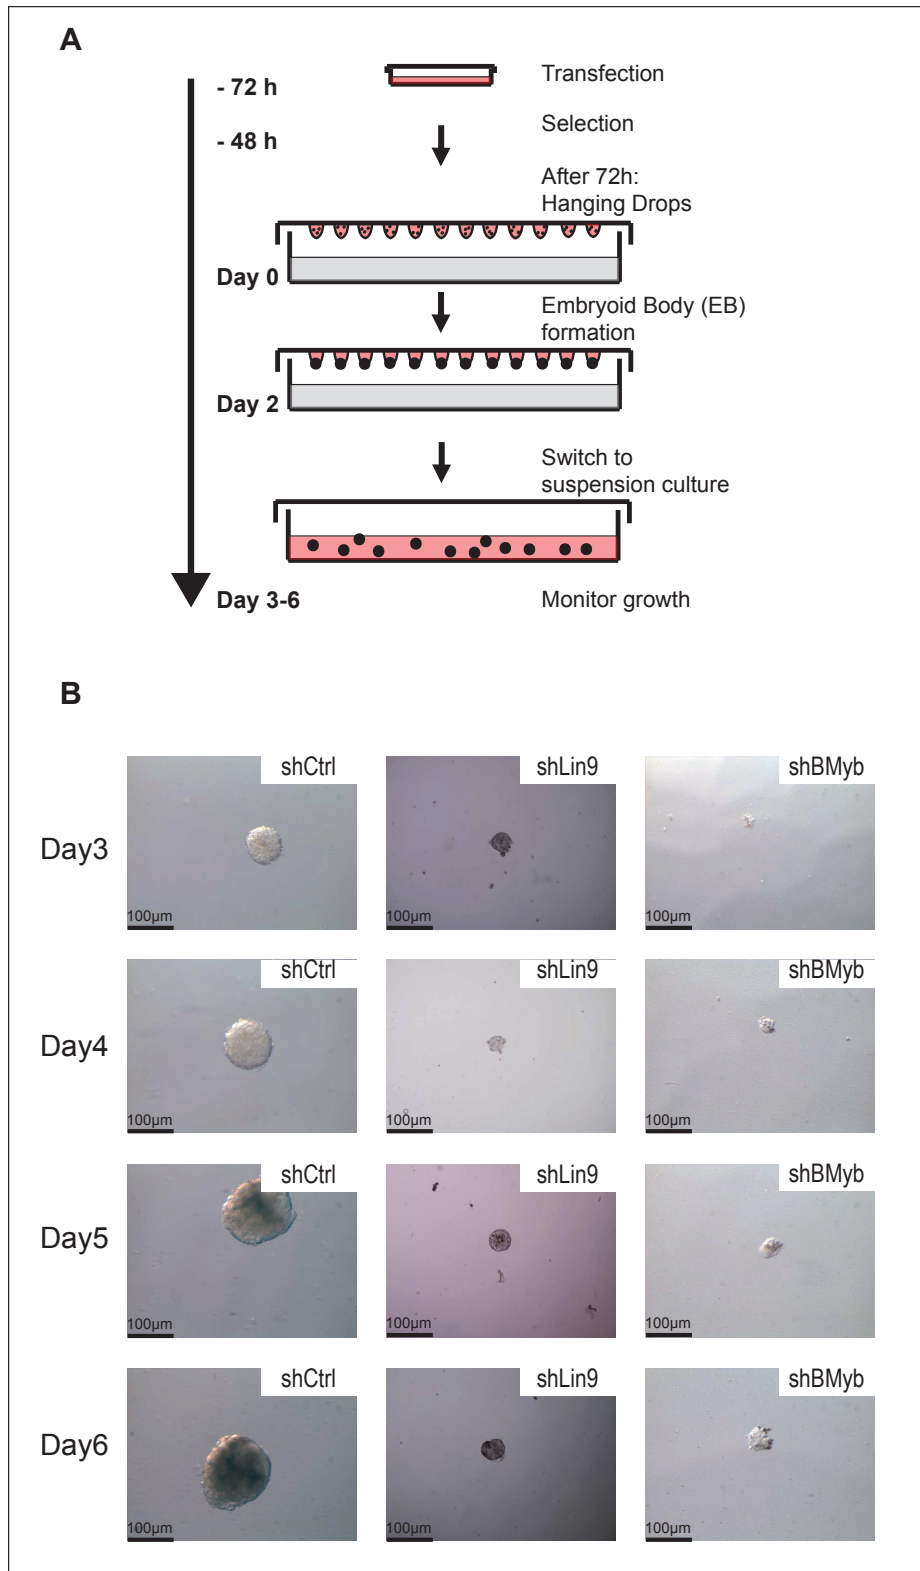 A
- 72 h
Transfection
- 48 h
Selection
After 72h:
Hanging Drops
Day 0
Embryoid Body (EB)
formation
Day 2
Switch to
suspension culture
Day 3-6
Monitor growth
B
shCtrl
shLin9
shBMyb
Day3
100µm
100µm
100µm
shCtrl
shLin9
shBMyb
Day4
100µm
100µm
100µm
shCtrl
shLin9
shBMyb
Day5
100µm
100µm
100µm
shCtrl
shLin9
shBMyb
Day6
100µm
100µm
100µm